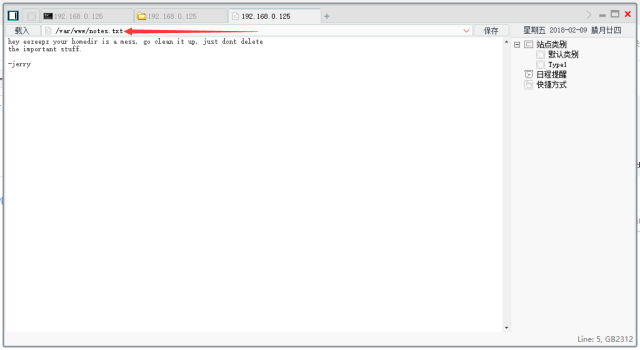 192.168.0.125
192.168.0.125
192.168.0.125
载入
/var/www/notes.txt
保存
星期五 2018-02-09 腊月廿四
hey eezeepz your homedir is a mess, go clean it up, just dont delete
the important stuff.
-jerry
站点类别
默认类别
Type1
日程提醒
快捷方式
Line: 5, GB2312